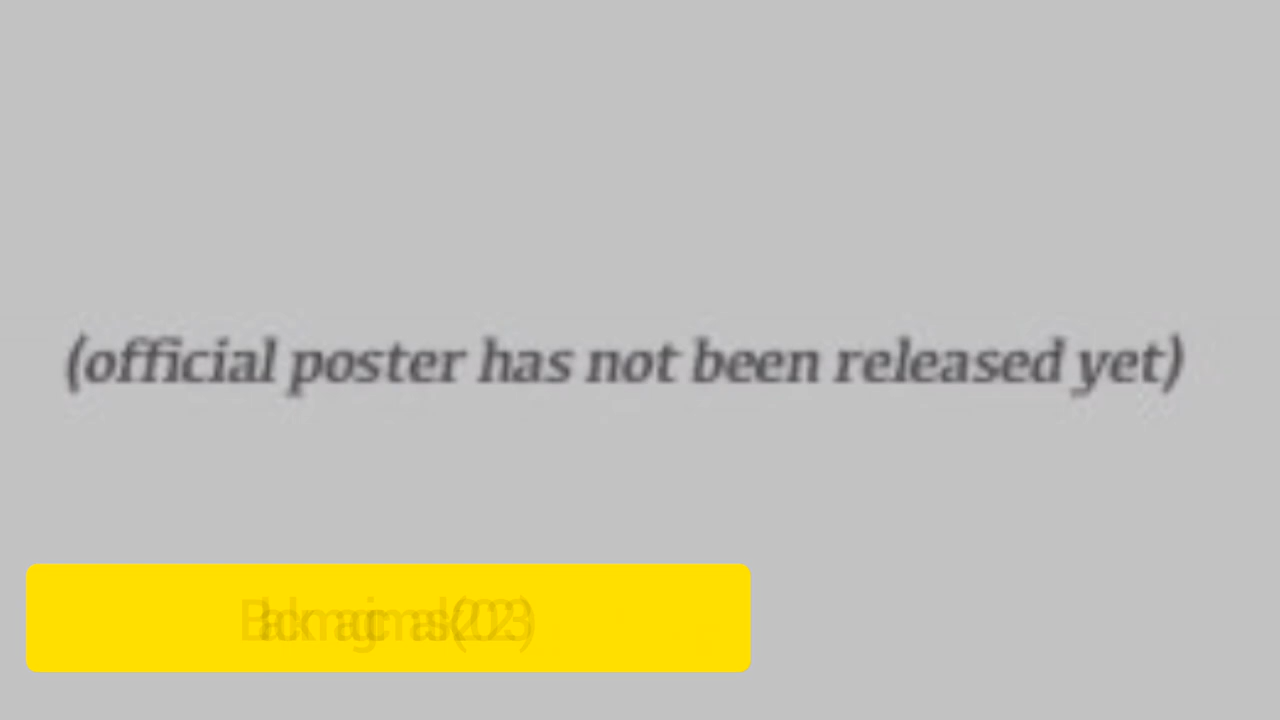 (official poster has not been released yet)